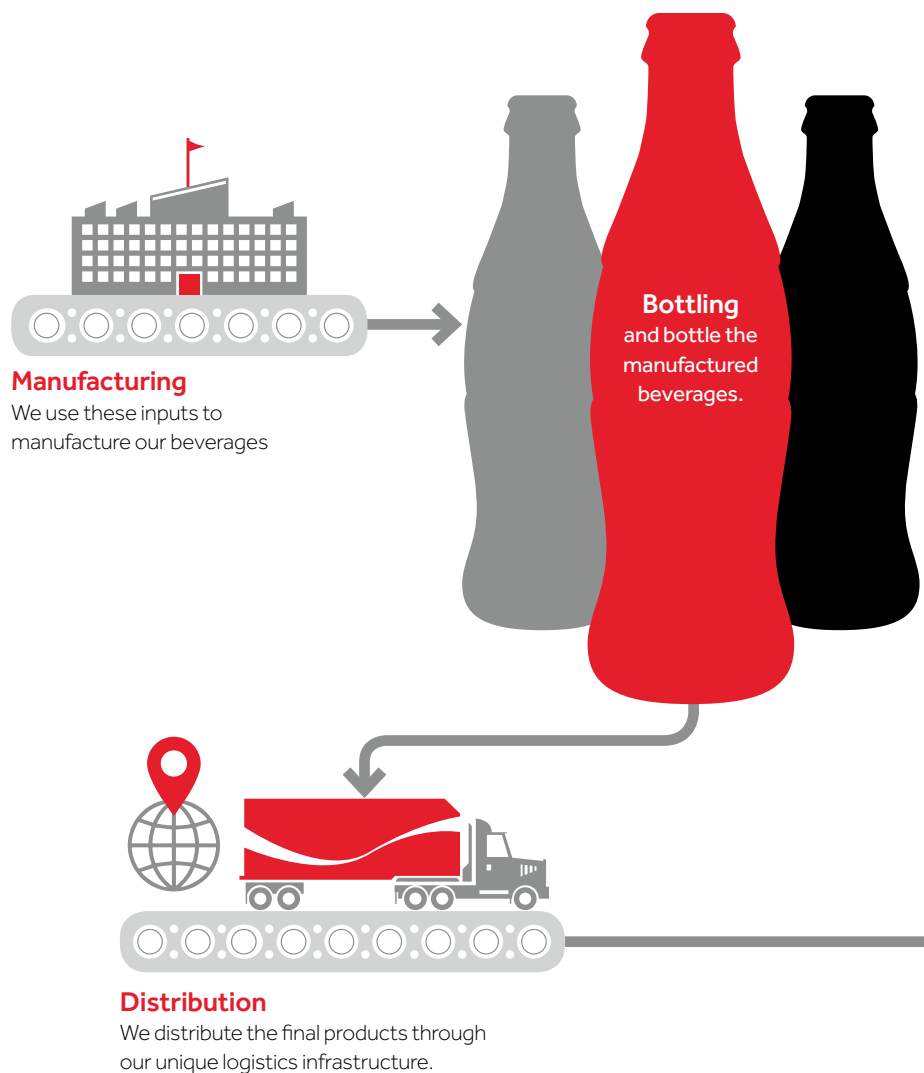 Manufacturing
We use these inputs to
manufacture our beverages
Bottling
and bottle the
manufactured
beverages.
Distribution
We distribute the final products through
our unique logistics infrastructure.